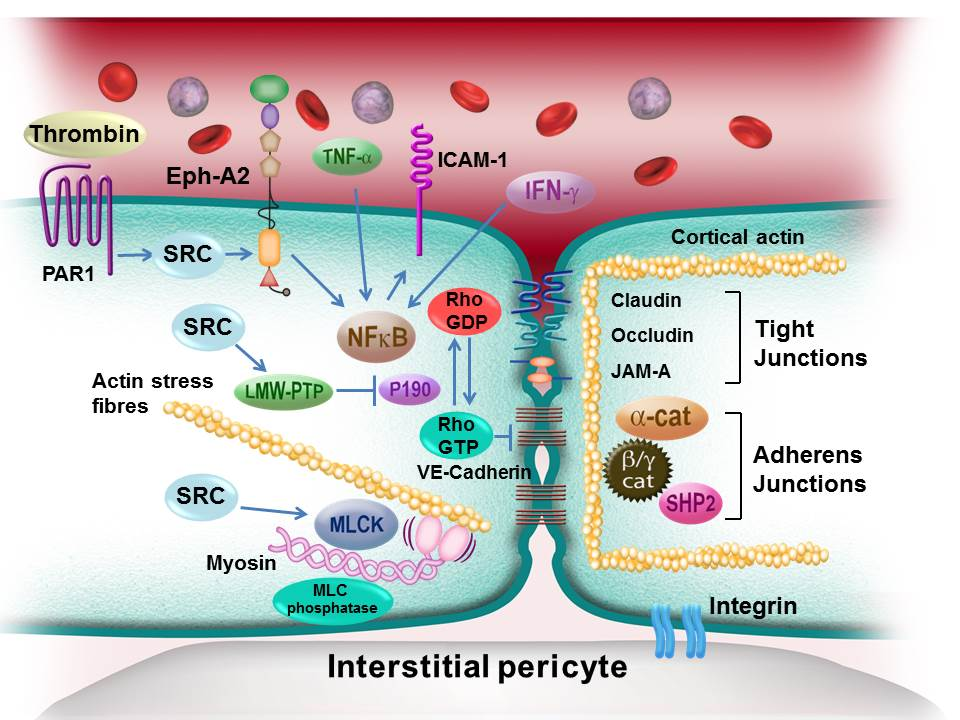 Thrombin
TNF-α
ICAM-1
Eph-A2
IFN-γ
PAR1
SRC
Cortical actin
Rho
GDP
Claudin
SRC
NFκB
Occludin
Tight
Junctions
JAM-A
Actin stress
fibres
LMW-PTP
P190
α-cat
Rho
GTP
VE-Cadherin
β/γ
cat
Adherens
Junctions
SHP2
SRC
MLCK
Myosin
MLC
phosphatase
Integrin
Interstitial pericyte